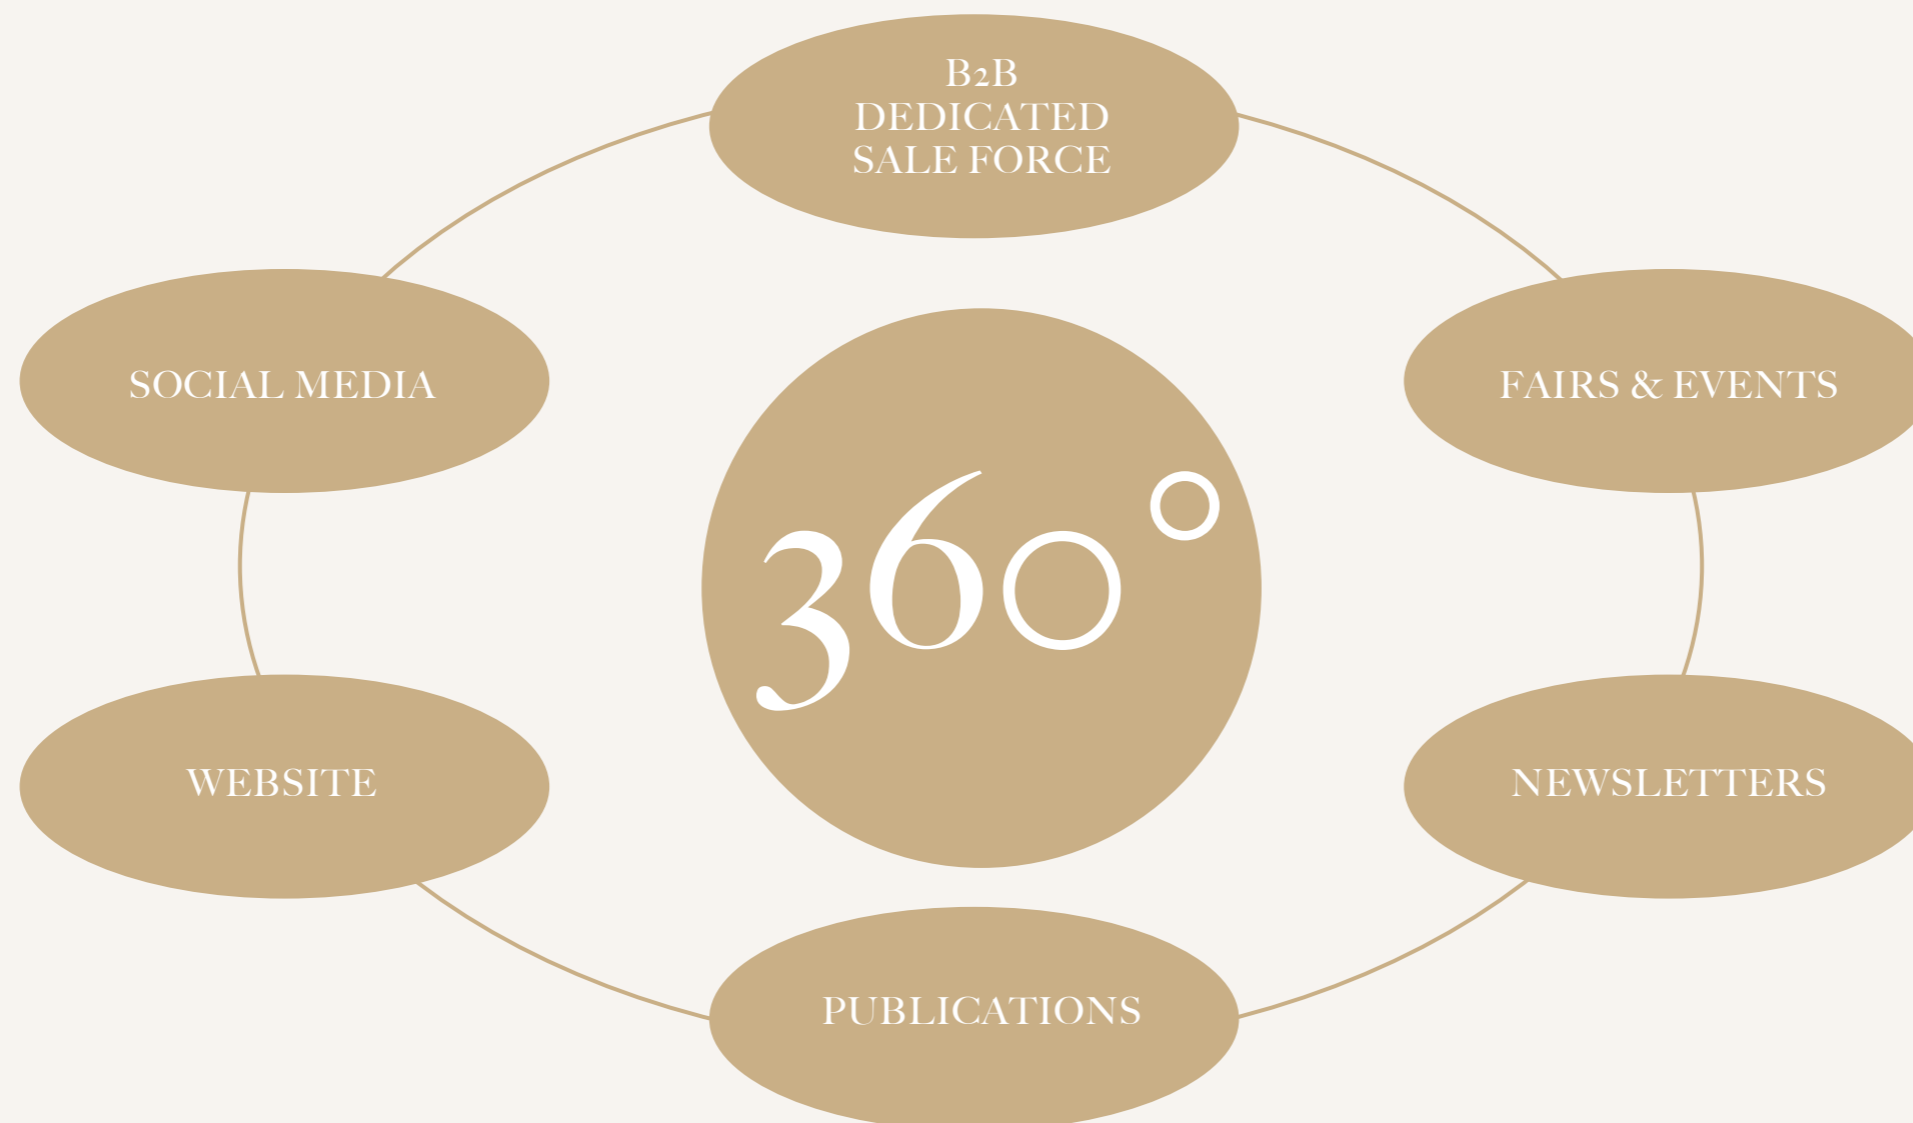 B2B
DEDICATED
SALE FORCE
SOCIAL MEDIA
FAIRS & EVENTS
360°
WEBSITE
NEWSLETTERS
PUBLICATIONS